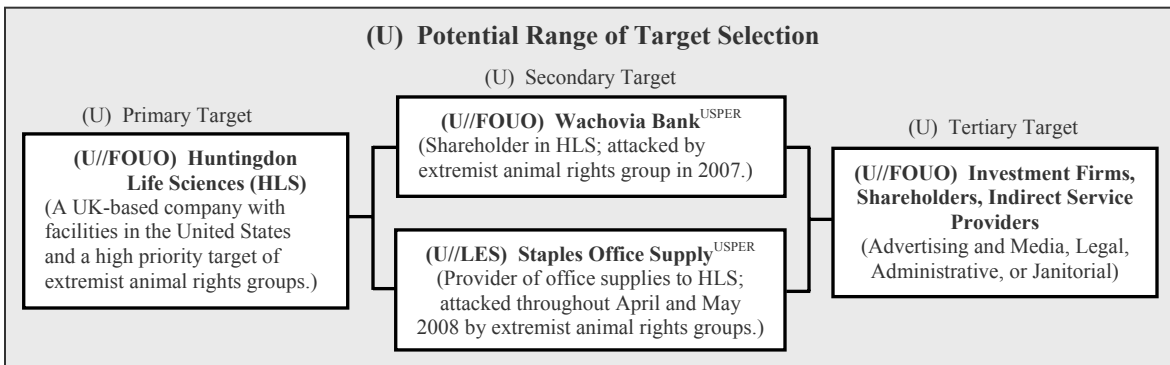 (U) Potential Range of Target Selection
(U) Primary Target
(U//FOUO) Huntingdon
Life Sciences (HLS)
(A UK-based company with
facilities in the United States
and a high priority target of
extremist animal rights groups.)
(U) Secondary Target
(U//FOUO) Wachovia Bank USPER
(Shareholder in HLS; attacked by
extremist animal rights group in 2007.)
(U//LES) Staples Office Supply USPER
(Provider of office supplies to HLS;
attacked throughout April and May
2008 by extremist animal rights groups.)
(U) Tertiary Target
(U//FOUO) Investment Firms,
Shareholders, Indirect Service
Providers
(Advertising and Media, Legal,
Administrative, or Janitorial)